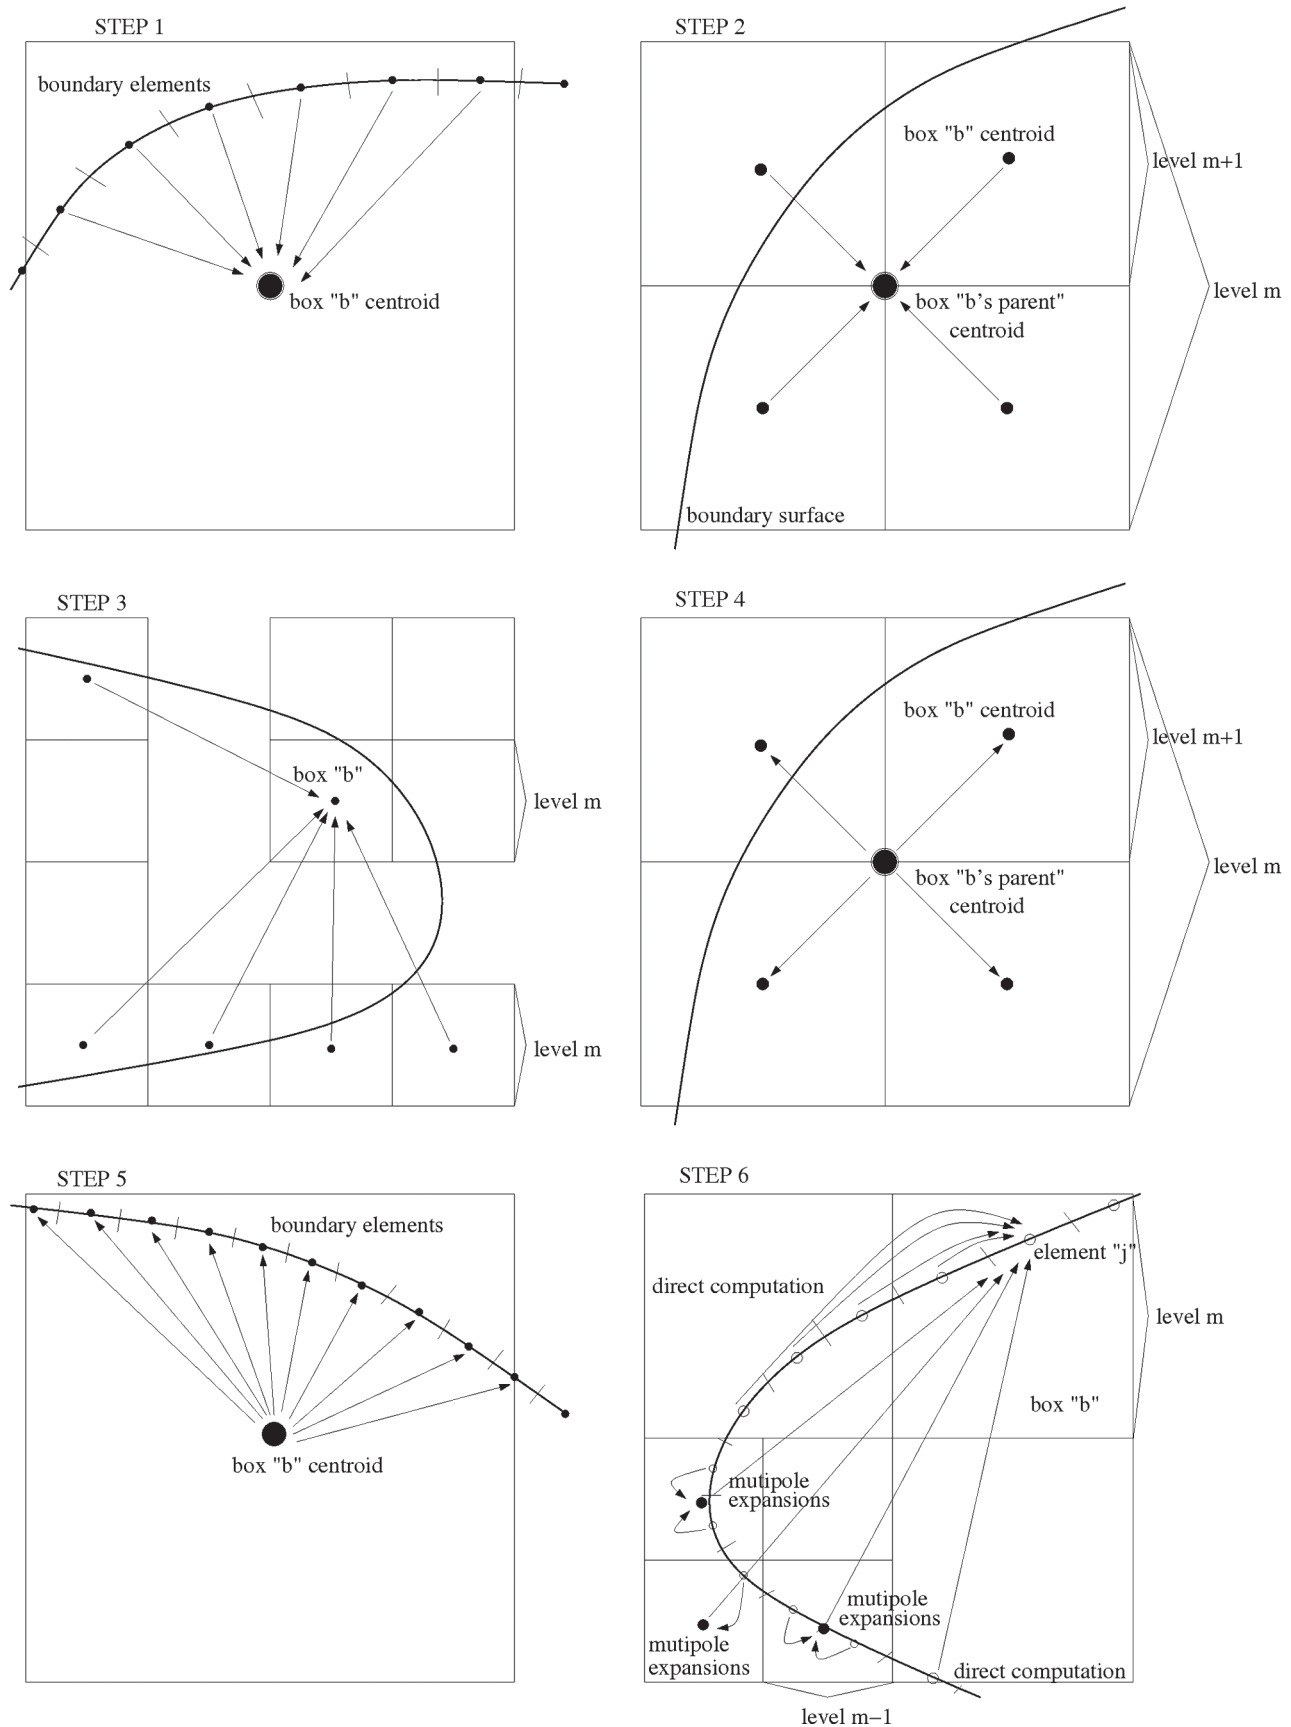 STEP 1
boundary elements
box "b" centroid
STEP 2
box "b" centroid
level m+1
box "b's parent"
centroid
level m
boundary surface
STEP 3
box "b"
level m
level m
STEP 4
box "b" centroid
level m+1
box "b's parent"
centroid
level m
STEP 5
boundary elements
box "b" centroid
STEP 6
element "j"
direct computation
level m
box "b"
mutipole
expansions
mutipole
expansions
mutipole
expansions
direct computation
level m−1